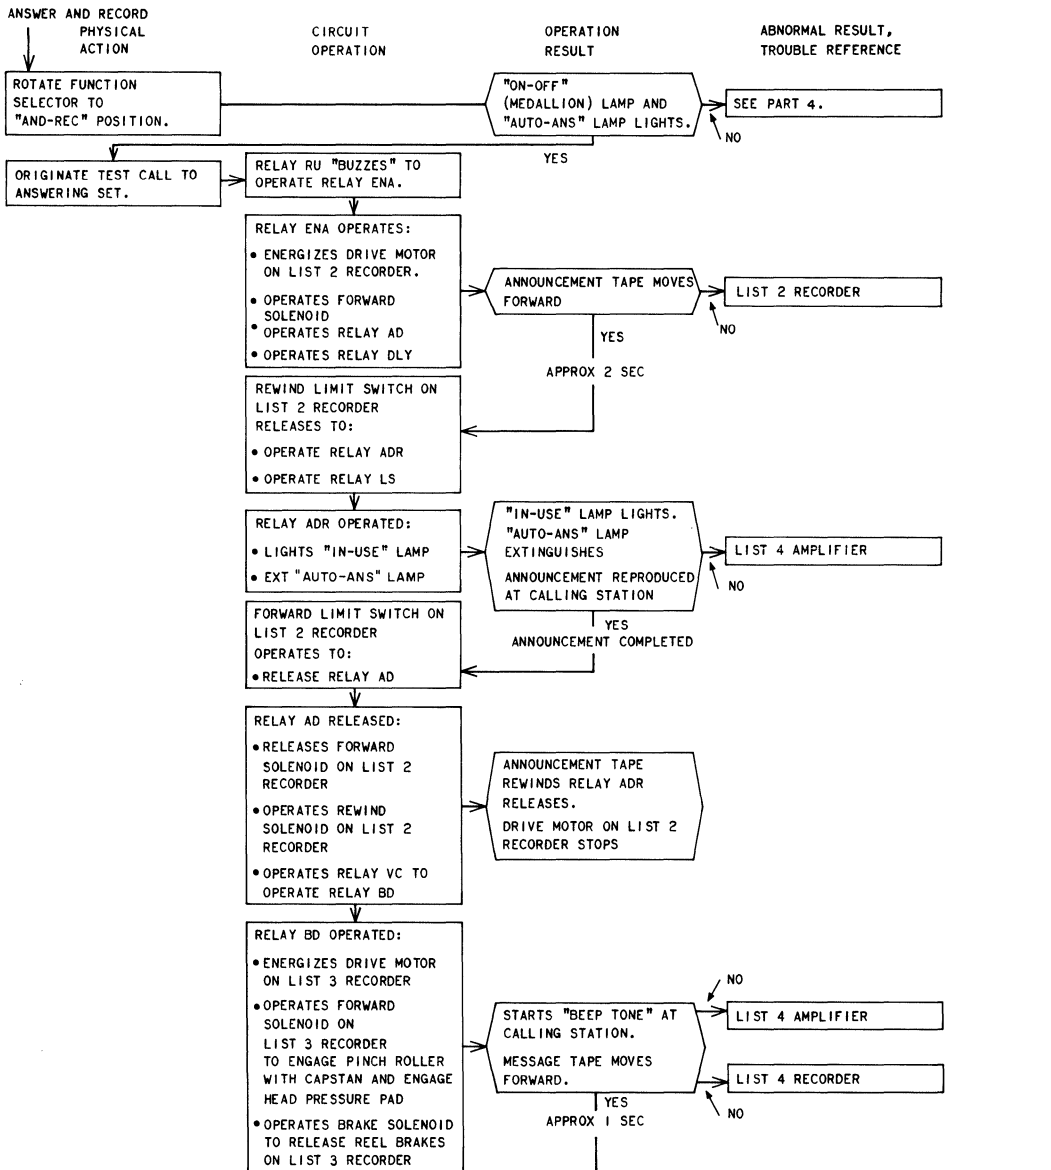 ANSWER AND RECORD
PHYSICAL
ACTION
CIRCUIT
OPERATION
OPERATION
RESULT
ABNORMAL RESULT,
TROUBLE REFERENCE
ROTATE FUNCTION
SELECTOR TO
"AND-REC" POSITION.
"ON-OFF"
(MEDALLION) LAMP AND
"AUTO-ANS" LAMP LIGHTS.
SEE PART 4.
NO
YES
ORIGINATE TEST CALL TO
ANSWERING SET.
RELAY RU "BUZZES" TO
OPERATE RELAY ENA.
RELAY ENA OPERATES:
• ENERGIZES DRIVE MOTOR
ON LIST 2 RECORDER.
• OPERATES FORWARD
SOLENOID
• OPERATES RELAY AD
• OPERATES RELAY DLY
ANNOUNCEMENT TAPE MOVES
FORWARD
LIST 2 RECORDER
NO
YES
APPROX 2 SEC
REWIND LIMIT SWITCH ON
LIST 2 RECORDER
RELEASES TO:
• OPERATE RELAY ADR
• OPERATE RELAY LS
RELAY ADR OPERATED:
• LIGHTS "IN-USE" LAMP
• EXT "AUTO-ANS" LAMP
"IN-USE" LAMP LIGHTS.
"AUTO-ANS" LAMP
EXTINGUISHES
ANNOUNCEMENT REPRODUCED
AT CALLING STATION
LIST 4 AMPLIFIER
NO
YES
ANNOUNCEMENT COMPLETED
FORWARD LIMIT SWITCH ON
LIST 2 RECORDER
OPERATES TO:
• RELEASE RELAY AD
RELAY AD RELEASED:
• RELEASES FORWARD
SOLENOID ON LIST 2
RECORDER
• OPERATES REWIND
SOLENOID ON LIST 2
RECORDER
• OPERATES RELAY VC TO
OPERATE RELAY BD
ANNOUNCEMENT TAPE
REWINDS RELAY ADR
RELEASES.
DRIVE MOTOR ON LIST 2
RECORDER STOPS
RELAY BD OPERATED:
• ENERGIZES DRIVE MOTOR
ON LIST 3 RECORDER
• OPERATES FORWARD
SOLENOID ON
LIST 3 RECORDER
TO ENGAGE PINCH ROLLER
WITH CAPSTAN AND ENGAGE
HEAD PRESSURE PAD
• OPERATES BRAKE SOLENOID
TO RELEASE REEL BRAKES
ON LIST 3 RECORDER
STARTS "BEEP TONE" AT
CALLING STATION.
MESSAGE TAPE MOVES
FORWARD.
NO
LIST 4 AMPLIFIER
LIST 4 RECORDER
NO
YES
APPROX 1 SEC